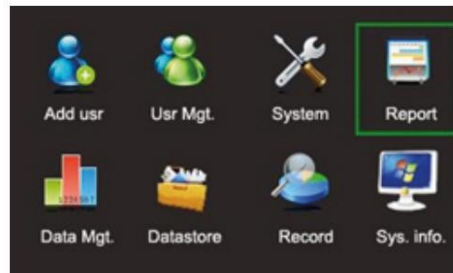 Add usr Usr Mgt. System Report
Data Mgt. Datastore Record Sys. info.